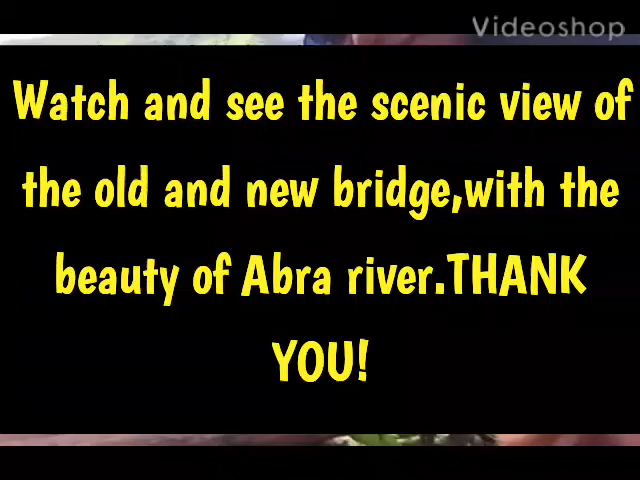 Videoshop
Watch and see the scenic view of
the old and new bridge,with the
beauty of Abra river.THANK
YOU!